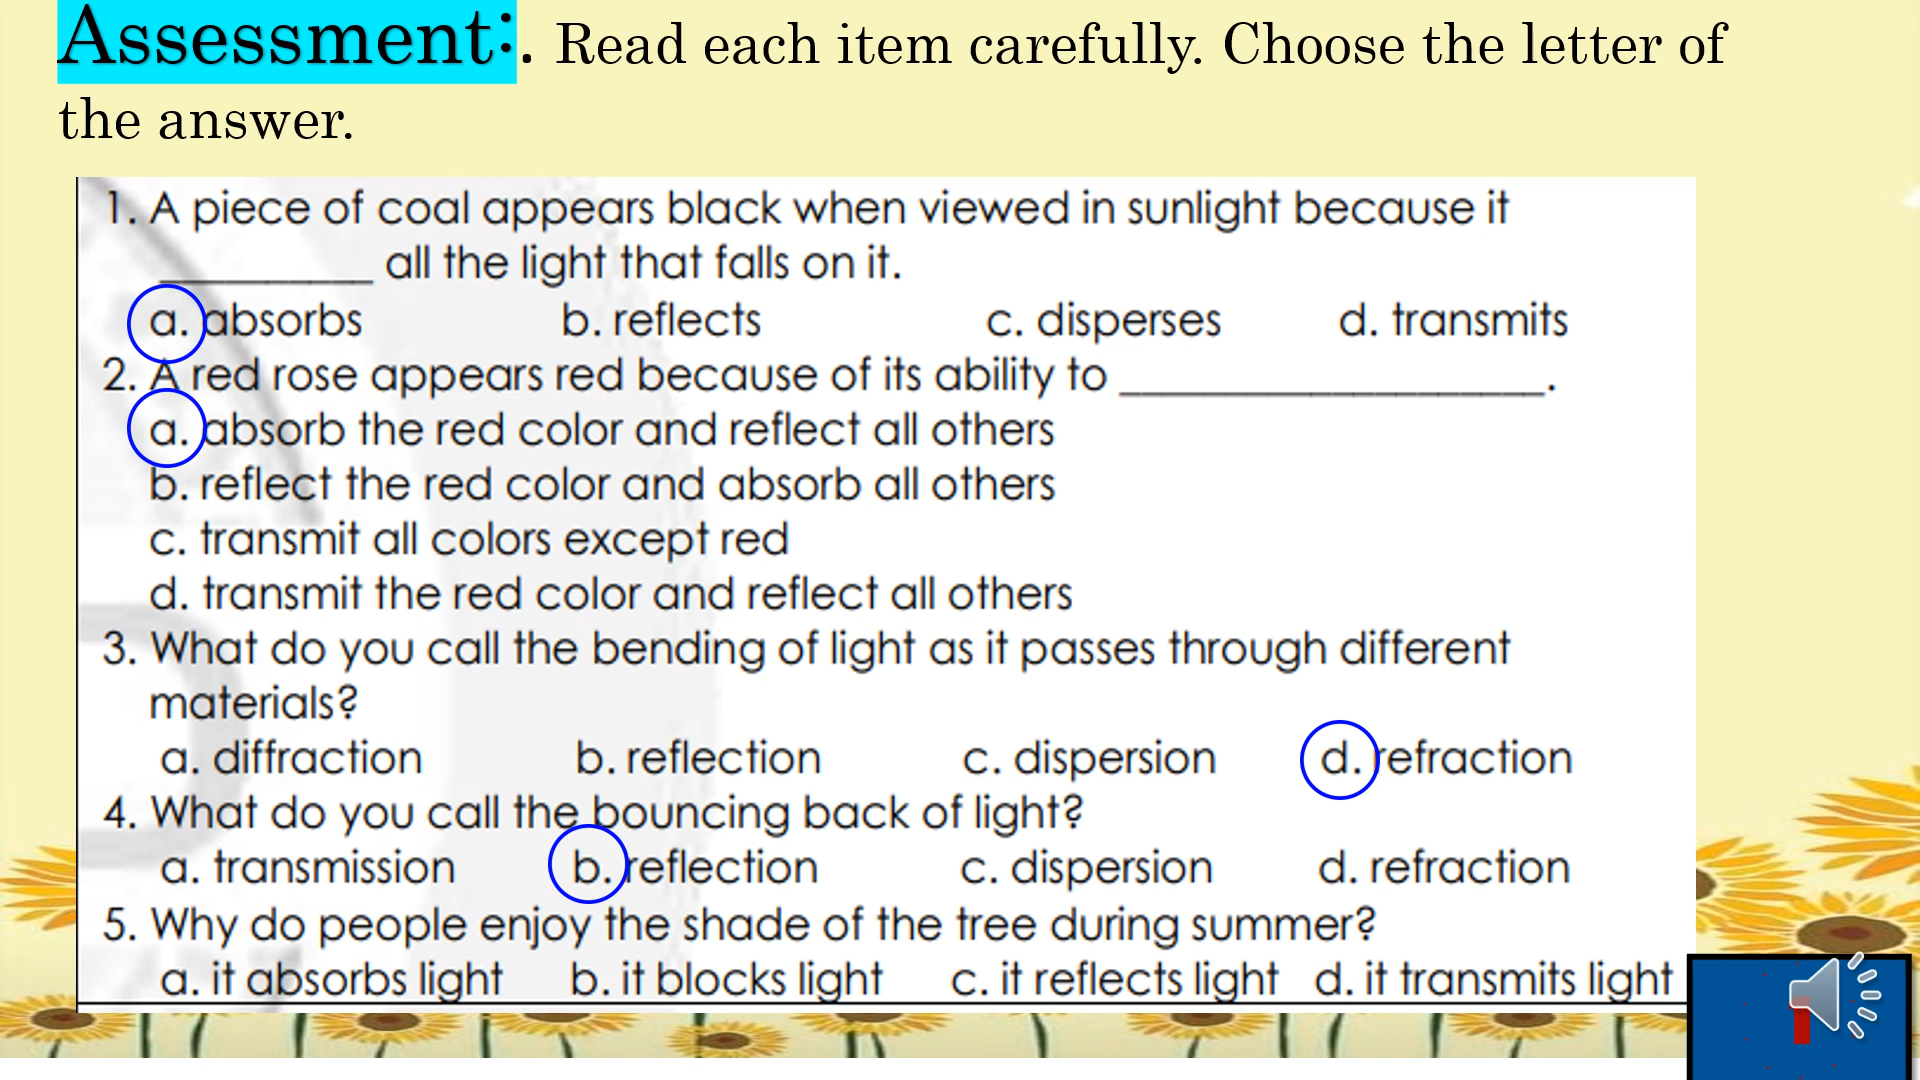 Assessment:. Read each item carefully. Choose the letter of
the answer.
1. A piece of coal appears black when viewed in sunlight because it
__________ all the light that falls on it.
a. absorbs b. reflects c. disperses d. transmits
2. A red rose appears red because of its ability to ____________________.
a. absorb the red color and reflect all others
b. reflect the red color and absorb all others
c. transmit all colors except red
d. transmit the red color and reflect all others
3. What do you call the bending of light as it passes through different
materials?
a. diffraction b. reflection c. dispersion d. refraction
4. What do you call the bouncing back of light?
a. transmission b. reflection c. dispersion d. refraction
5. Why do people enjoy the shade of the tree during summer?
a. it absorbs light b. it blocks light c. it reflects light d. it transmits light